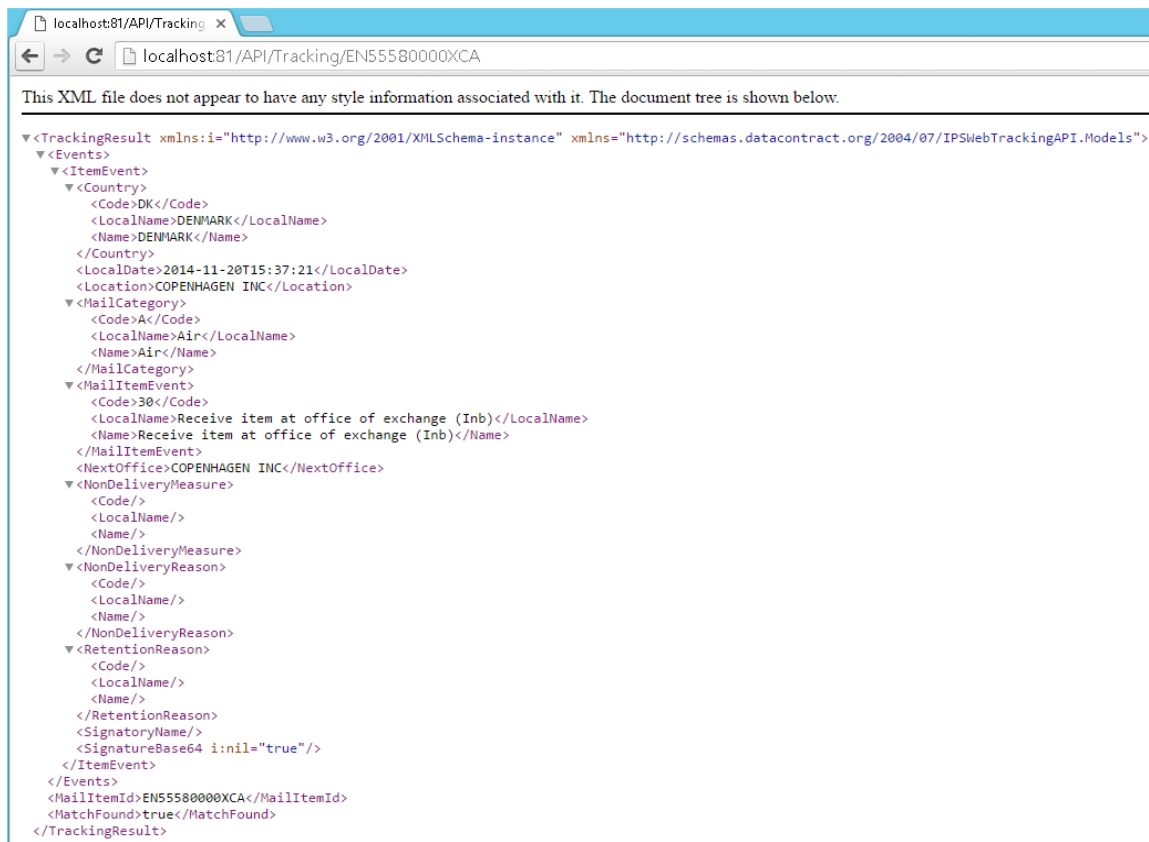 localhost:81/API/Tracking
localhost:81/API/Tracking/EN55580000XCA
This XML file does not appear to have any style information associated with it. The document tree is shown below.
▼<TrackingResult xmlns:i="http://www.w3.org/2001/XMLSchema-instance" xmlns="http://schemas.datacontract.org/2004/07/IPSWebTrackingAPI.Models">
▼<Events>
▼<ItemEvent>
▼<Country>
<Code>DK</Code>
<LocalName>DENMARK</LocalName>
<Name>DENMARK</Name>
</Country>
<LocalDate>2014-11-20T15:37:21</LocalDate>
<Location>COPENHAGEN INC</Location>
▼<MailCategory>
<Code>A</Code>
<LocalName>Air</LocalName>
<Name>Air</Name>
</MailCategory>
▼<MailItemEvent>
<Code>30</Code>
<LocalName>Receive item at office of exchange (Inb)</LocalName>
<Name>Receive item at office of exchange (Inb)</Name>
</MailItemEvent>
<NextOffice>COPENHAGEN INC</NextOffice>
▼<NonDeliveryMeasure>
<Code/>
<LocalName/>
<Name/>
</NonDeliveryMeasure>
▼<NonDeliveryReason>
<Code/>
<LocalName/>
<Name/>
</NonDeliveryReason>
▼<RetentionReason>
<Code/>
<LocalName/>
<Name/>
</RetentionReason>
<SignatoryName/>
<SignatureBase64 i:nil="true"/>
</ItemEvent>
</Events>
<MailItemId>EN55580000XCA</MailItemId>
<MatchFound>true</MatchFound>
</TrackingResult>